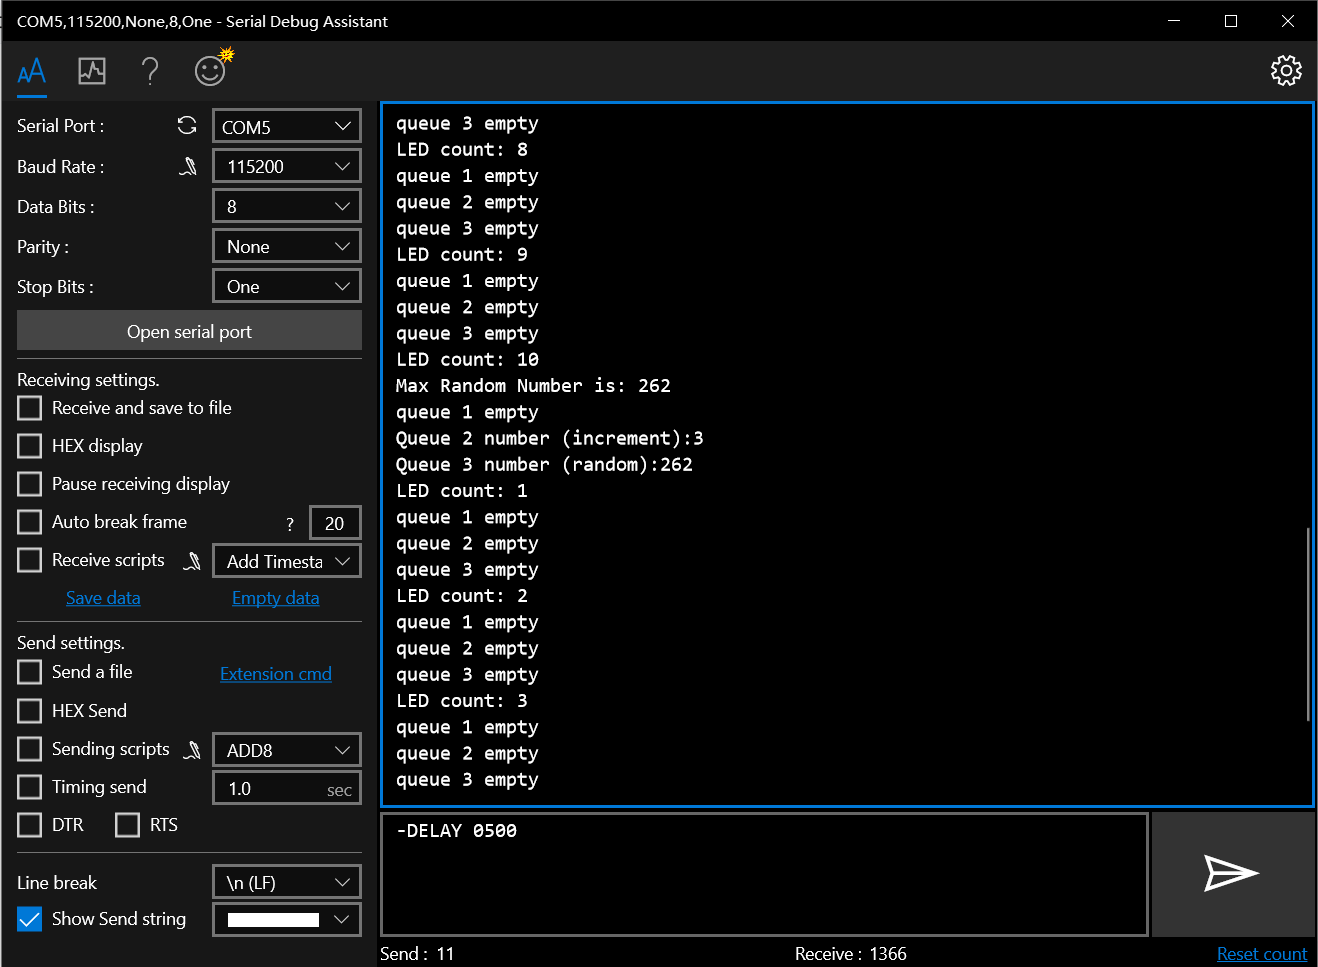 COM5,115200,None,8,One - Serial Debug Assistant
Serial Port :
COM5
Baud Rate :
115200
Data Bits :
8
Parity :
None
Stop Bits :
One
Open serial port
Receiving settings.
Receive and save to file
HEX display
Pause receiving display
Auto break frame
?
20
Receive scripts
Add Timesta
Save data
Empty data
Send settings.
Send a file
Extension cmd
HEX Send
Sending scripts
ADD8
Timing send
1.0
sec
DTR
RTS
Line break
\n (LF)
Show Send string
queue 3 empty
LED count: 8
queue 1 empty
queue 2 empty
queue 3 empty
LED count: 9
queue 1 empty
queue 2 empty
queue 3 empty
LED count: 10
Max Random Number is: 262
queue 1 empty
Queue 2 number (increment):3
Queue 3 number (random):262
LED count: 1
queue 1 empty
queue 2 empty
queue 3 empty
LED count: 2
queue 1 empty
queue 2 empty
queue 3 empty
LED count: 3
queue 1 empty
queue 2 empty
queue 3 empty
-DELAY 0500
Send : 11
Receive : 1366
Reset count